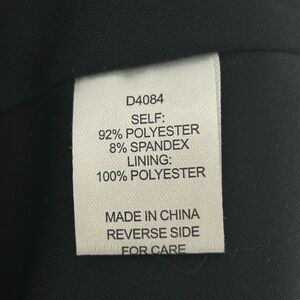 D4084
SELF:
92% POLYESTER
8% SPANDEX
LINING:
100% POLYESTER
MADE IN CHINA
REVERSE SIDE
FOR CARE